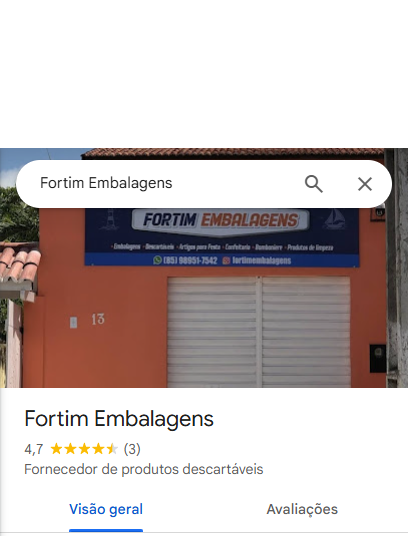 Fortim Embalagens
FORTIM EMBALAGENS
• Embalagens • Descartáveis • Artigos para Festa • Confeitaria • Bomboniere • Produtos de limpeza
(85) 98951-7542 fortimembalagens
13
Fortim Embalagens
4,7 (3)
Fornecedor de produtos descartáveis
Visão geral Avaliações